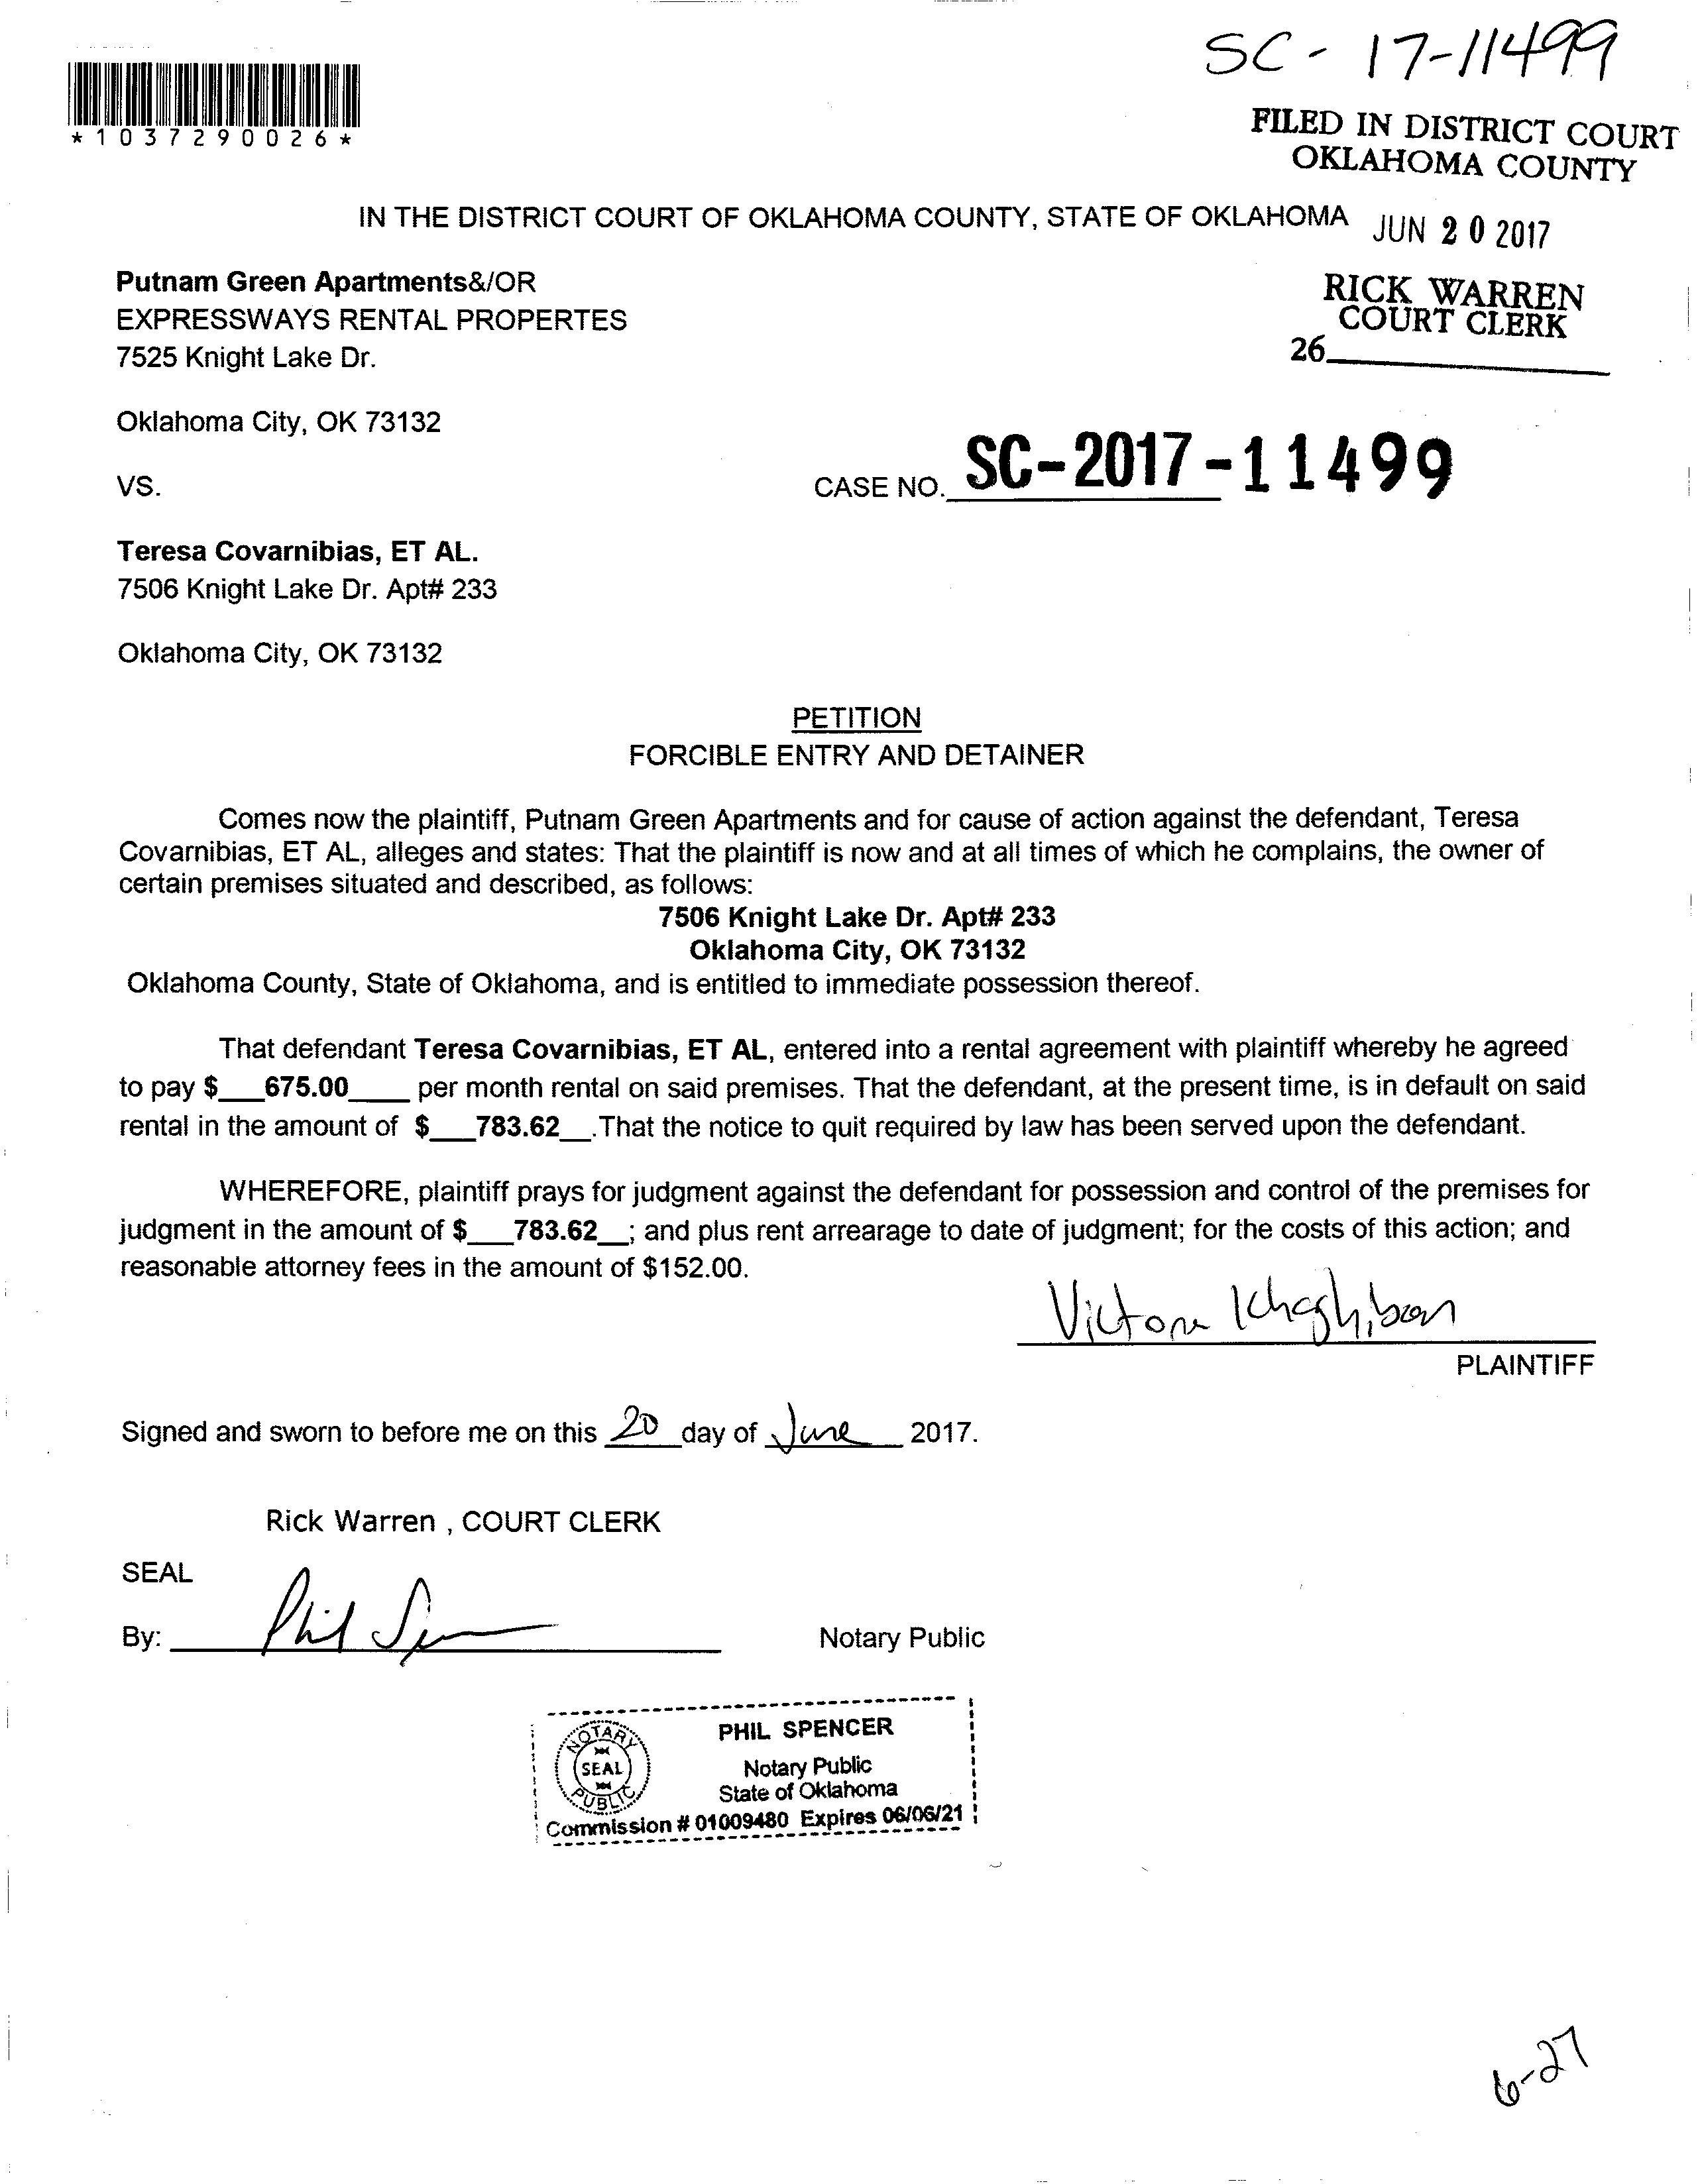 SC- 17-11499
*1037290026*
FILED IN DISTRICT COURT
OKLAHOMA COUNTY
IN THE DISTRICT COURT OF OKLAHOMA COUNTY, STATE OF OKLAHOMA
JUN 20 2017
Putnam Green Apartments&/OR
EXPRESSWAYS RENTAL PROPERTES
7525 Knight Lake Dr.
RICK WARREN
COURT CLERK
26
Oklahoma City, OK 73132
VS.
CASE NO. SC-2017-11499
Teresa Covarnibias, ET AL.
7506 Knight Lake Dr. Apt# 233
Oklahoma City, OK 73132
PETITION
FORCIBLE ENTRY AND DETAINER
Comes now the plaintiff, Putnam Green Apartments and for cause of action against the defendant, Teresa
Covarnibias, ET AL, alleges and states: That the plaintiff is now and at all times of which he complains, the owner of
certain premises situated and described, as follows:
7506 Knight Lake Dr. Apt# 233
Oklahoma City, OK 73132
Oklahoma County, State of Oklahoma, and is entitled to immediate possession thereof.
That defendant Teresa Covarnibias, ET AL, entered into a rental agreement with plaintiff whereby he agreed
to pay $___675.00____ per month rental on said premises. That the defendant, at the present time, is in default on said
rental in the amount of $___783.62__.That the notice to quit required by law has been served upon the defendant.
WHEREFORE, plaintiff prays for judgment against the defendant for possession and control of the premises for
judgment in the amount of $___783.62__; and plus rent arrearage to date of judgment; for the costs of this action; and
reasonable attorney fees in the amount of $152.00.
PLAINTIFF
Signed and sworn to before me on this 20 day of June 2017.
Rick Warren , COURT CLERK
SEAL
By: Phil
Notary Public
NOTARY PUBLIC
SEAL
PHIL SPENCER
Notary Public
State of Oklahoma
Commission # 01009480 Expires 06/06/21
6-27